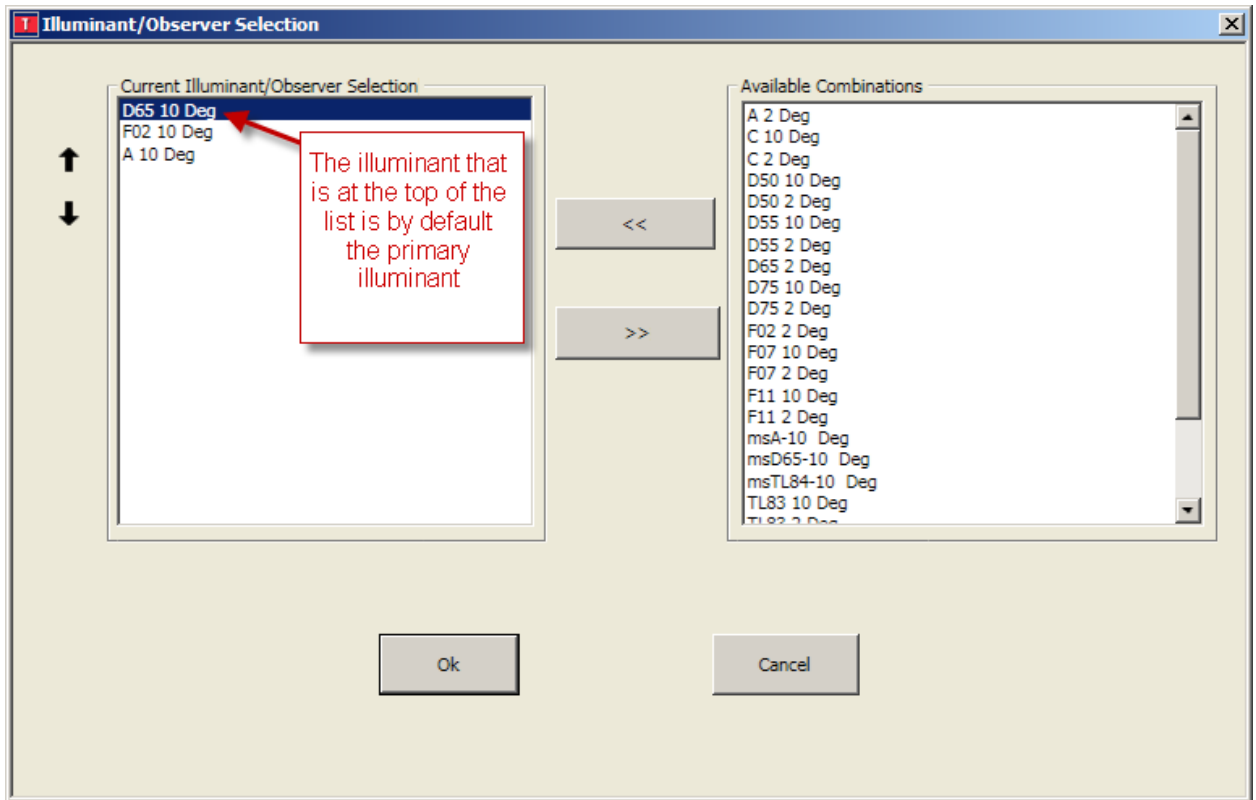 T Illuminant/Observer Selection
Current Illuminant/Observer Selection
D65 10 Deg
F02 10 Deg
A 10 Deg
The illuminant that
is at the top of the
list is by default
the primary
illuminant
<<
>>
Available Combinations
A 2 Deg
C 10 Deg
C 2 Deg
D50 10 Deg
D50 2 Deg
D55 10 Deg
D55 2 Deg
D65 2 Deg
D75 10 Deg
D75 2 Deg
F02 2 Deg
F07 10 Deg
F07 2 Deg
F11 10 Deg
F11 2 Deg
msA-10  Deg
msD65-10  Deg
msTL84-10  Deg
TL83 10 Deg
TL83 2 Deg
Ok
Cancel